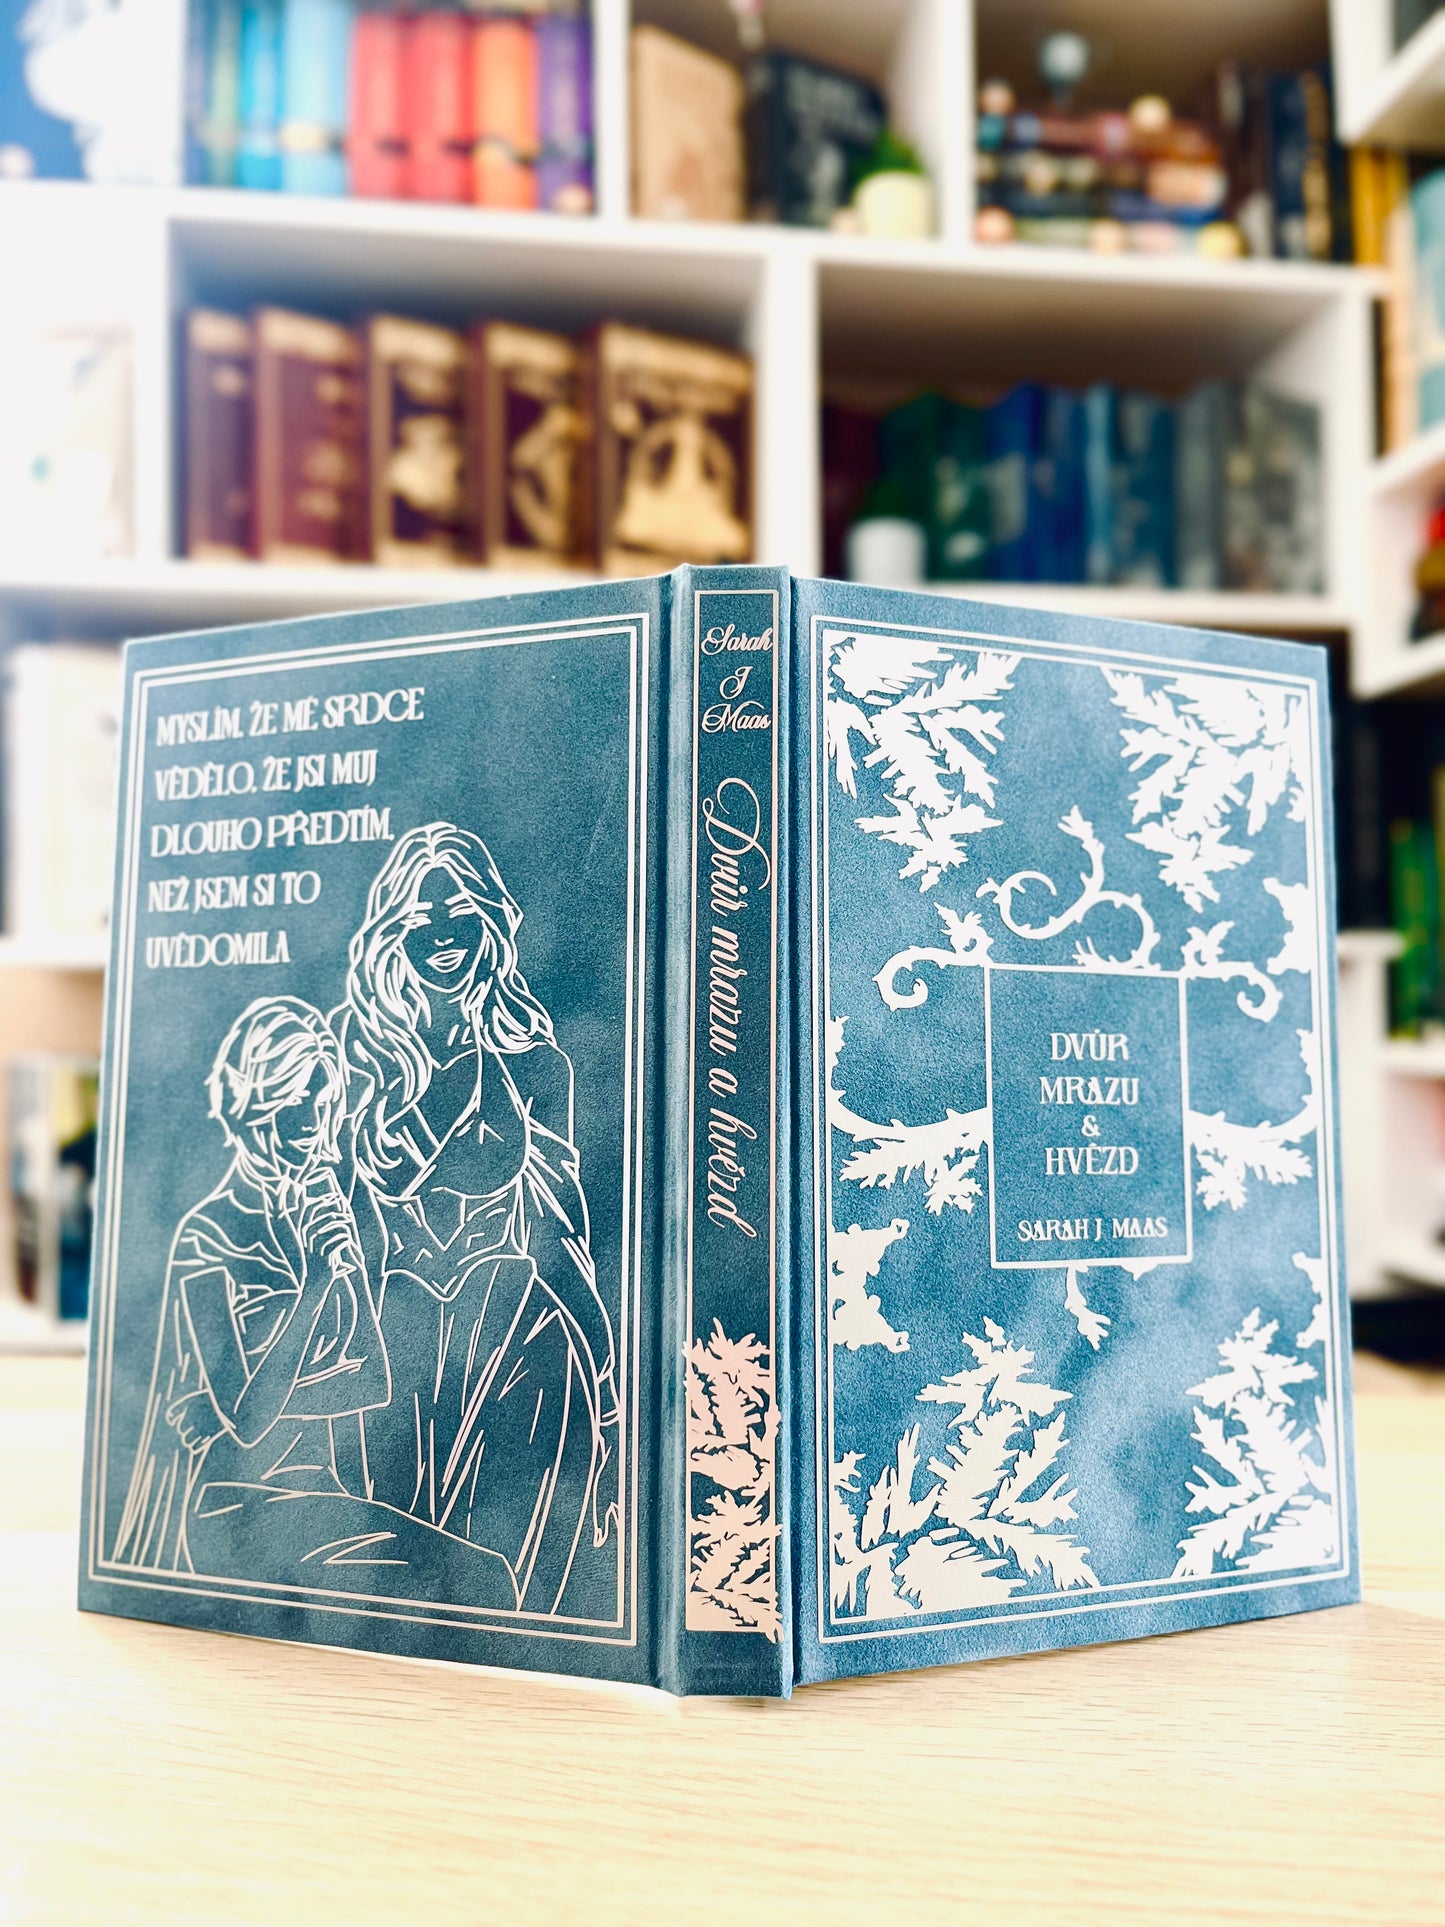 MYSLÍM, ŽE MÉ SRDCE
VĚDĚLO, ŽE JSI MUJ
DLOUHO PŘEDTÍM,
NEŽ JSEM SI TO
UVĚDOMILA
Sarah
J
Maas
Dvůr mrazu a hvězd
DVŮR
MRAZU
&
HVĚZD
SARAH J MAAS